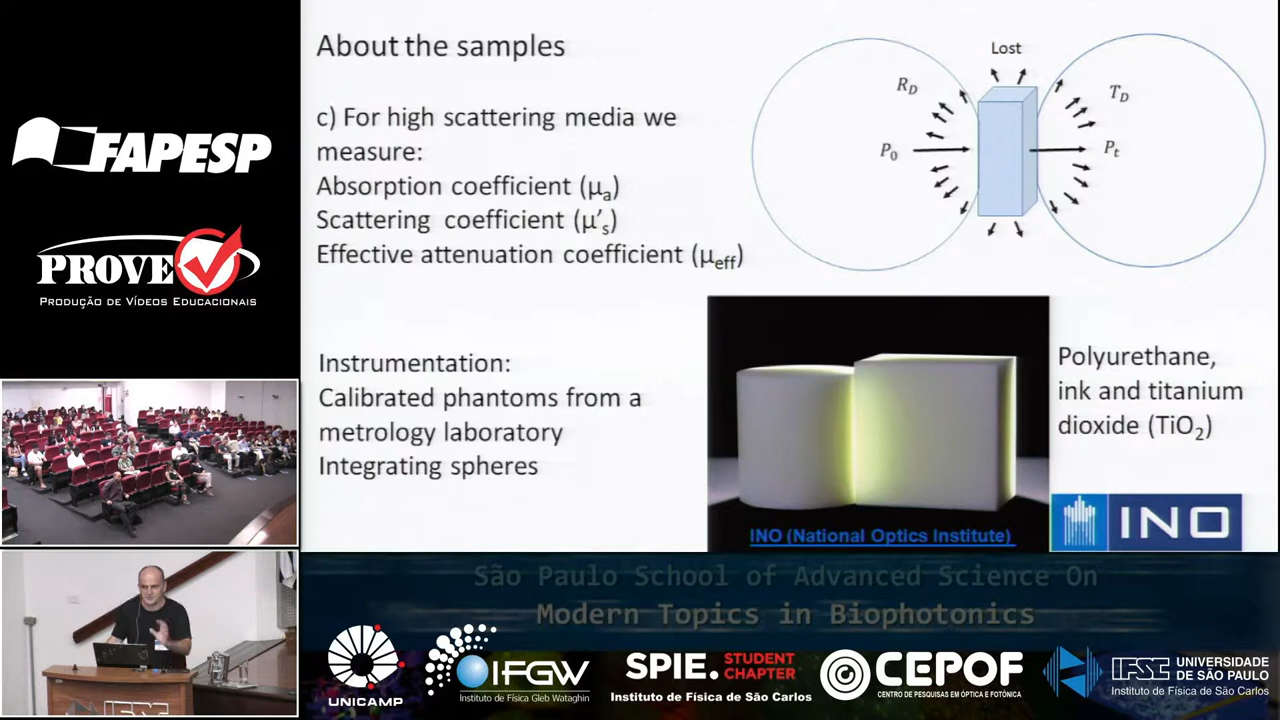 About the samples
c) For high scattering media we
measure:
Absorption coefficient (μa)
Scattering coefficient (μ's)
Effective attenuation coefficient (μeff)
Lost
RD
TD
P0
Pt
Instrumentation:
Calibrated phantoms from a
metrology laboratory
Integrating spheres
Polyurethane,
ink and titanium
dioxide (TiO2)
INO (National Optics Institute)
INO
FAPESP
PROVE
PRODUÇÃO DE VÍDEOS EDUCACIONAIS
IFSC
São Paulo School of Advanced Science On
Modern Topics in Biophotonics
UNICAMP
IFGW
Instituto de Física Gleb Wataghin
SPIE. STUDENT
CHAPTER
Instituto de Física de São Carlos
CEPOF
CENTRO DE PESQUISAS EM ÓPTICA E FOTÔNICA
IFSC UNIVERSIDADE
DE SÃO PAULO
Instituto de Física de São Carlos